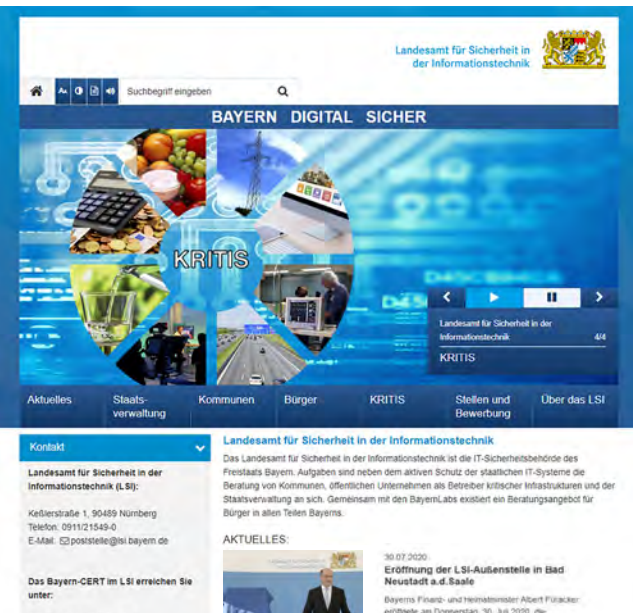 Landesamt für Sicherheit in
der Informationstechnik
Suchbegriff eingeben
BAYERN DIGITAL SICHER
KRITIS
Landesamt für Sicherheit in der
Informationstechnik 4/4
KRITIS
Aktuelles Staats-
verwaltung Kommunen Bürger KRITIS Stellen und
Bewerbung Über das LSI
Kontakt
Landesamt für Sicherheit in der
Informationstechnik (LSI):
Keßlerstraße 1, 90489 Nürnberg
Telefon: 0911/21549-0
E-Mail: poststelle@lsi.bayern.de
Das Bayern-CERT im LSI erreichen Sie
unter:
Landesamt für Sicherheit in der Informationstechnik
Das Landesamt für Sicherheit in der Informationstechnik ist die IT-Sicherheitsbehörde des
Freistaats Bayern. Aufgaben sind neben dem aktiven Schutz der staatlichen IT-Systeme die
Beratung von Kommunen, öffentlichen Unternehmen als Betreiber kritischer Infrastrukturen und der
Staatsverwaltung an sich. Gemeinsam mit den BayernLabs existiert ein Beratungsangebot für
Bürger in allen Teilen Bayerns.
AKTUELLES:
30.07.2020
Eröffnung der LSI-Außenstelle in Bad
Neustadt a.d.Saale
Bayerns Finanz- und Heimatminister Albert Füracker
eröffnete am Donnerstag, 30. Juli 2020, die